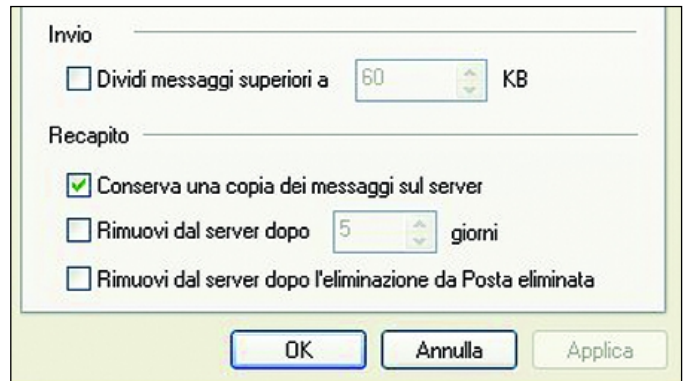 Invio
Dividi messaggi superiori a 60 KB
Recapito
Conserva una copia dei messaggi sul server
Rimuovi dal server dopo 5 giorni
Rimuovi dal server dopo l'eliminazione da Posta eliminata
OK Annulla Applica